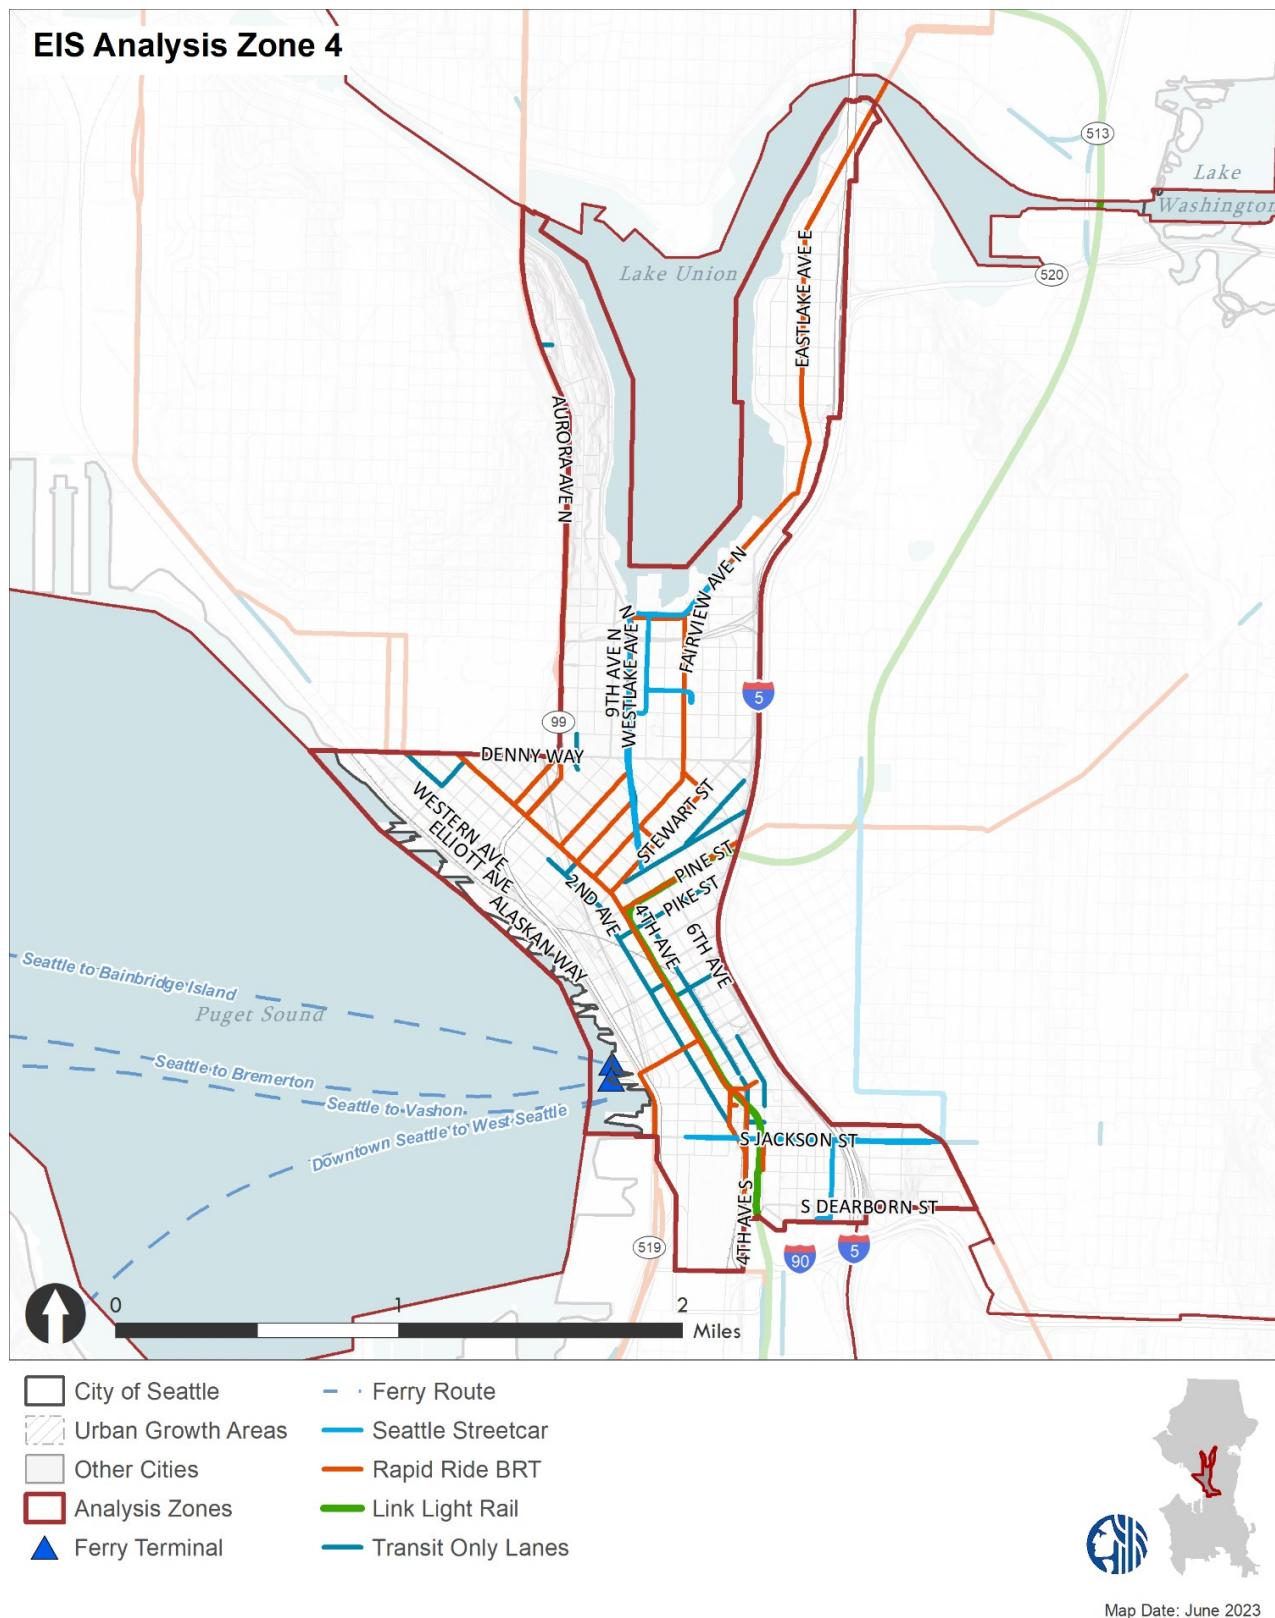 EIS Analysis Zone 4
513
Lake
Washington
Lake Union
520
EASTLAKE AVE E
AURORA AVE N
FAIRVIEW AVE N
9TH AVE N
WESTLAKE AVE N
5
99
DENNY WAY
WESTERN AVE
ELLIOTT AVE
STEWART ST
PINE ST
PIKE ST
2ND AVE
4TH AVE
6TH AVE
ALASKAN WAY
Seattle to Bainbridge Island
Puget Sound
Seattle to Bremerton
Seattle to Vashon
Downtown Seattle to West Seattle
S JACKSON ST
S DEARBORN ST
4TH AVE S
519
90
5
0 1 2
Miles
City of Seattle
Urban Growth Areas
Other Cities
Analysis Zones
Ferry Terminal
Ferry Route
Seattle Streetcar
Rapid Ride BRT
Link Light Rail
Transit Only Lanes
Map Date: June 2023